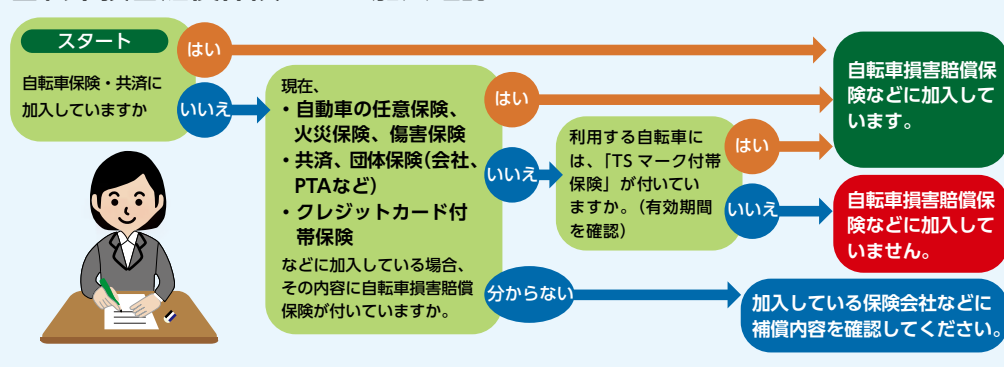 スタート
自転車保険・共済に
加入していますか
はい
いいえ
現在、
・自動車の任意保険、
火災保険、傷害保険
・共済、団体保険(会社、
PTAなど)
・クレジットカード付
帯保険
などに加入している場合、
その内容に自転車損害賠償
保険が付いていますか。
はい
いいえ
分からない
利用する自転車に
は、「TS マーク付帯
保険」が付いてい
ますか。(有効期間
を確認)
はい
いいえ
自転車損害賠償保
険などに加入して
います。
自転車損害賠償保
険などに加入して
いません。
加入している保険会社などに
補償内容を確認してください。